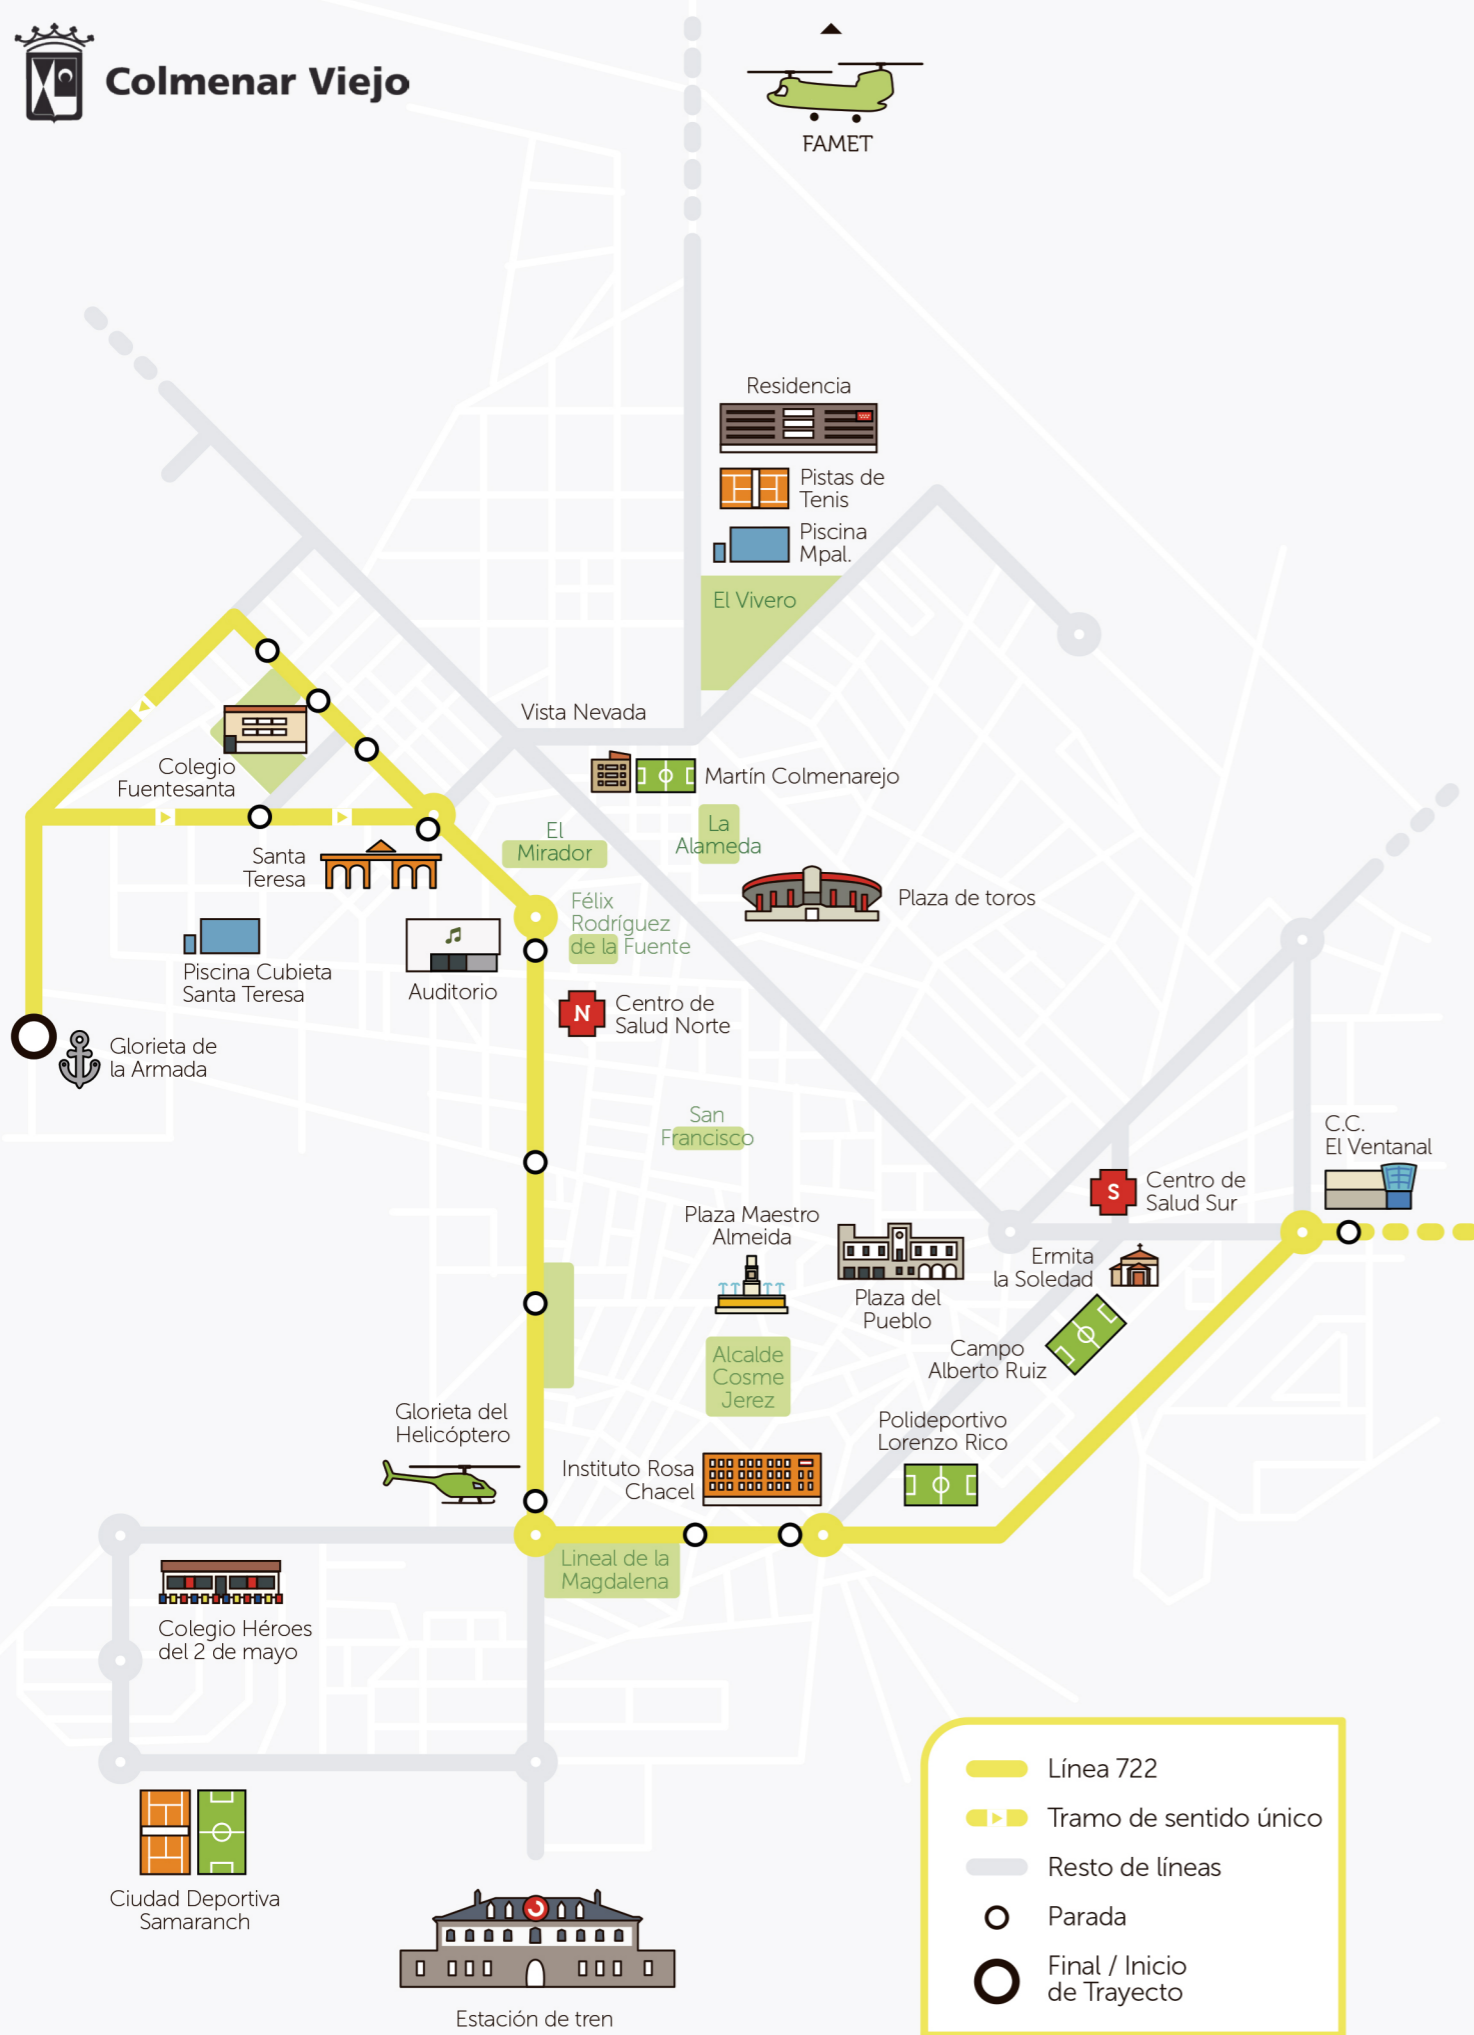 Colmenar Viejo
FAMET
Residencia
Pistas de
Tenis
Piscina
Mpal.
El Vivero
Vista Nevada
Martín Colmenarejo
Colegio
Fuentesanta
El
Mirador
La
Alameda
Santa
Teresa
Plaza de toros
Félix
Rodríguez
de la Fuente
Piscina Cubieta
Santa Teresa
Auditorio
N
Centro de
Salud Norte
Glorieta de
la Armada
San
Francisco
C.C.
El Ventanal
S
Centro de
Salud Sur
Plaza Maestro
Almeida
Ermita
la Soledad
Plaza del
Pueblo
Campo
Alberto Ruiz
Alcalde
Cosme
Jerez
Glorieta del
Helicóptero
Polideportivo
Lorenzo Rico
Instituto Rosa
Chacel
Lineal de la
Magdalena
Colegio Héroes
del 2 de mayo
Ciudad Deportiva
Samaranch
Estación de tren
Línea 722
Tramo de sentido único
Resto de líneas
Parada
Final / Inicio
de Trayecto